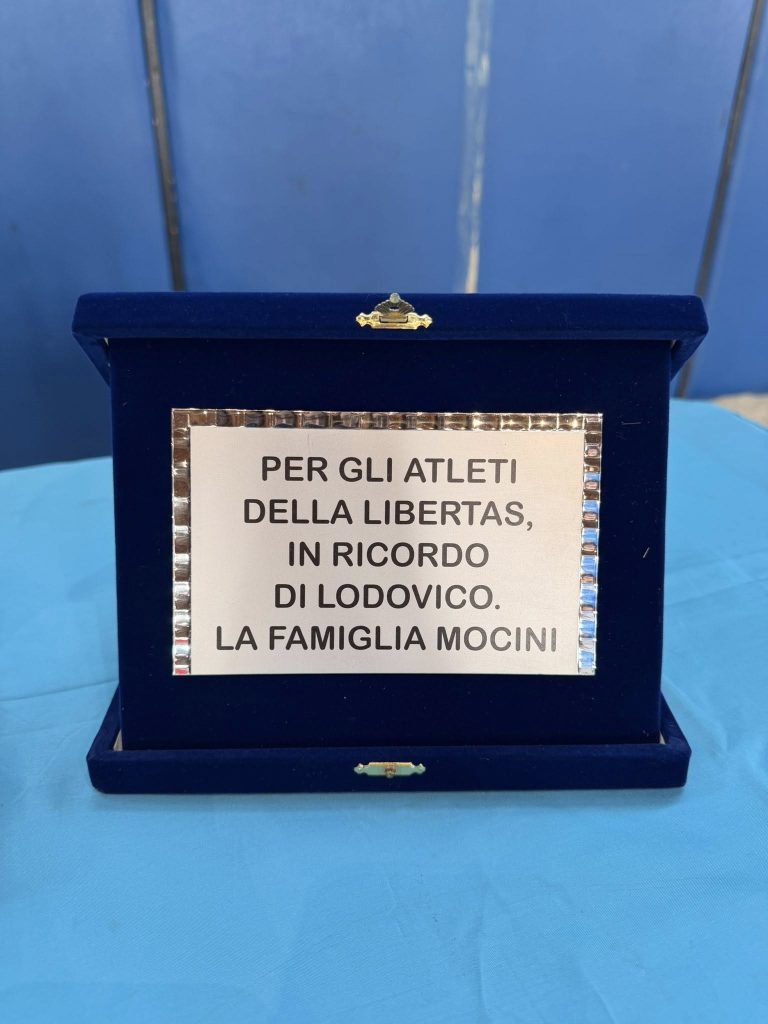 PER GLI ATLETI
DELLA LIBERTAS,
IN RICORDO
DI LODOVICO.
LA FAMIGLIA MOCINI